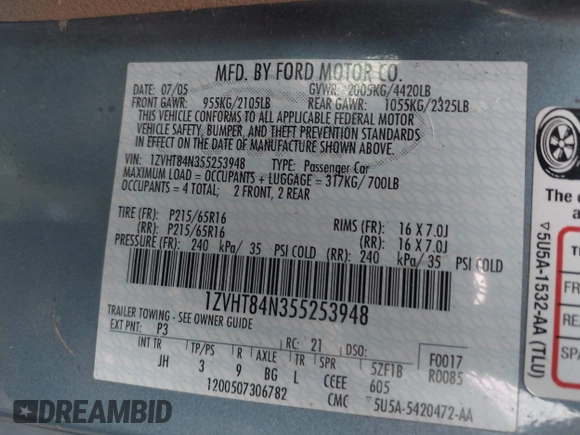 MFD. BY FORD MOTOR CO.
DATE: 07/05 GVWR: 2005KG/4420LB
FRONT GAWR: 955KG/2105LB REAR GAWR: 1055KG/2325LB
THIS VEHICLE CONFORMS TO ALL APPLICABLE FEDERAL MOTOR
VEHICLE SAFETY, BUMPER, AND THEFT PREVENTION STANDARDS
IN EFFECT ON THE DATE OF MANUFACTURE SHOWN ABOVE.
VIN: 1ZVHT84N355253948 TYPE: Passenger Car
MAXIMUM LOAD = OCCUPANTS + LUGGAGE = 317KG/ 700LB
OCCUPANTS = 4 TOTAL; 2 FRONT, 2 REAR
TIRE (FR): P215/65R16 RIMS (FR): 16 X 7.0J
(RR): P215/65R16 (RR): 16 X 7.0J
PRESSURE (FR): 240 kPa/ 35 PSI COLD (RR): 240 kPa/ 35 PSI COLD
1ZVHT84N355253948
TRAILER TOWING - SEE OWNER GUIDE
EXT PNT: P3 RC: 21 DSO: F0017
INT TR TP/PS R AXLE TR SPR 5ZF1B R0085
JH 3 9 BG L CCEE 605
1200507306782 CMC ▽5U5A-5420472-AA
▽5U5A-1532-AA (TLU)
The
FR
RE
SPA
DREAMBID